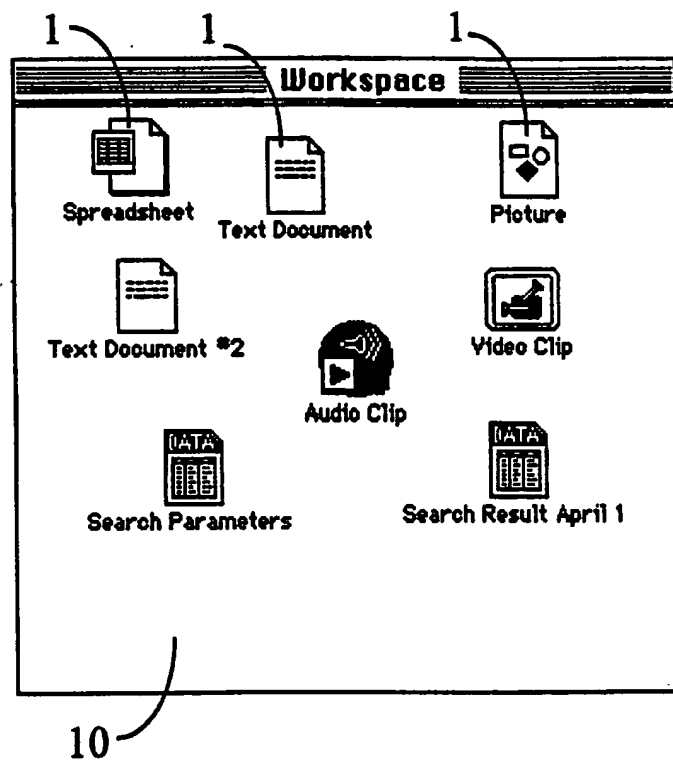 1 1 1
Workspace
Spreadsheet
Text Document
Picture
Text Document #2
Video Clip
Audio Clip
DATA DATA
Search Parameters
Search Result April 1
10